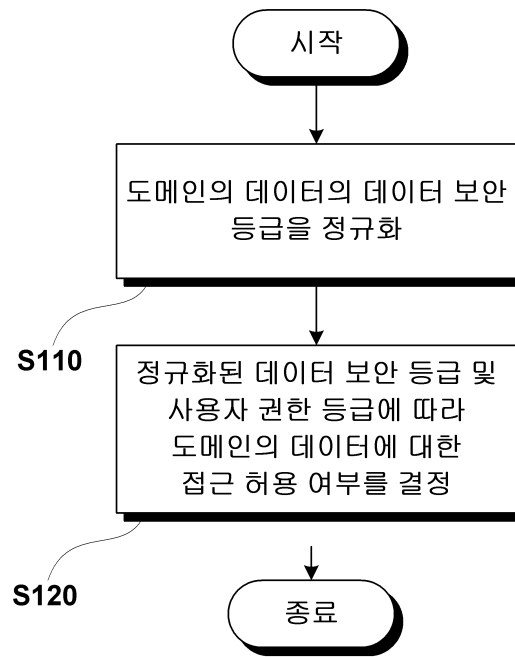 시작
도메인의 데이터의 데이터 보안
등급을 정규화
S110
정규화된 데이터 보안 등급 및
사용자 권한 등급에 따라
도메인의 데이터에 대한
접근 허용 여부를 결정
S120
종료